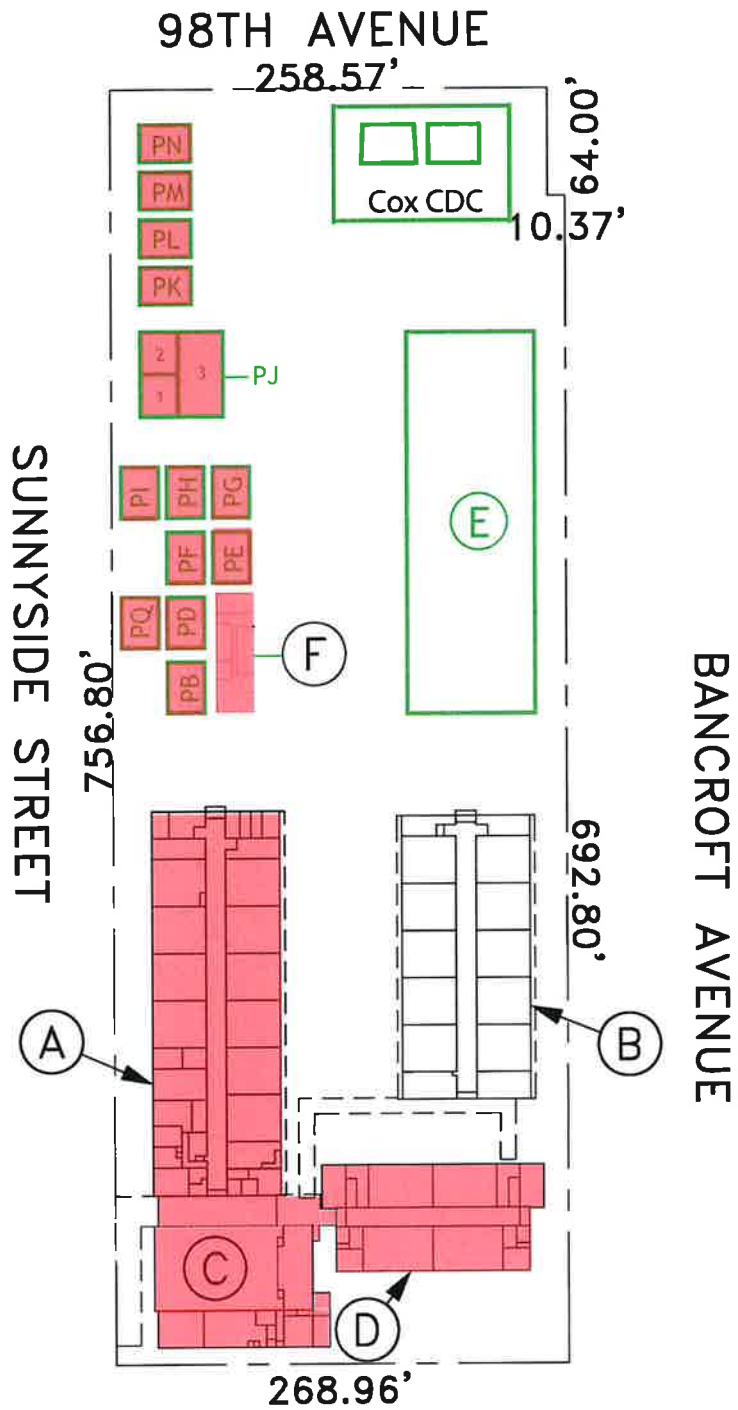 98TH AVENUE
258.57'
64.00'
10.37'
PN
PM
PL
PK
Cox CDC
2
3
1
PJ
PI
PH
PG
PF
PE
E
PQ
PD
F
PB
SUNNYSIDE STREET
756.80'
BANCROFT AVENUE
692.80'
A
B
C
D
268.96'